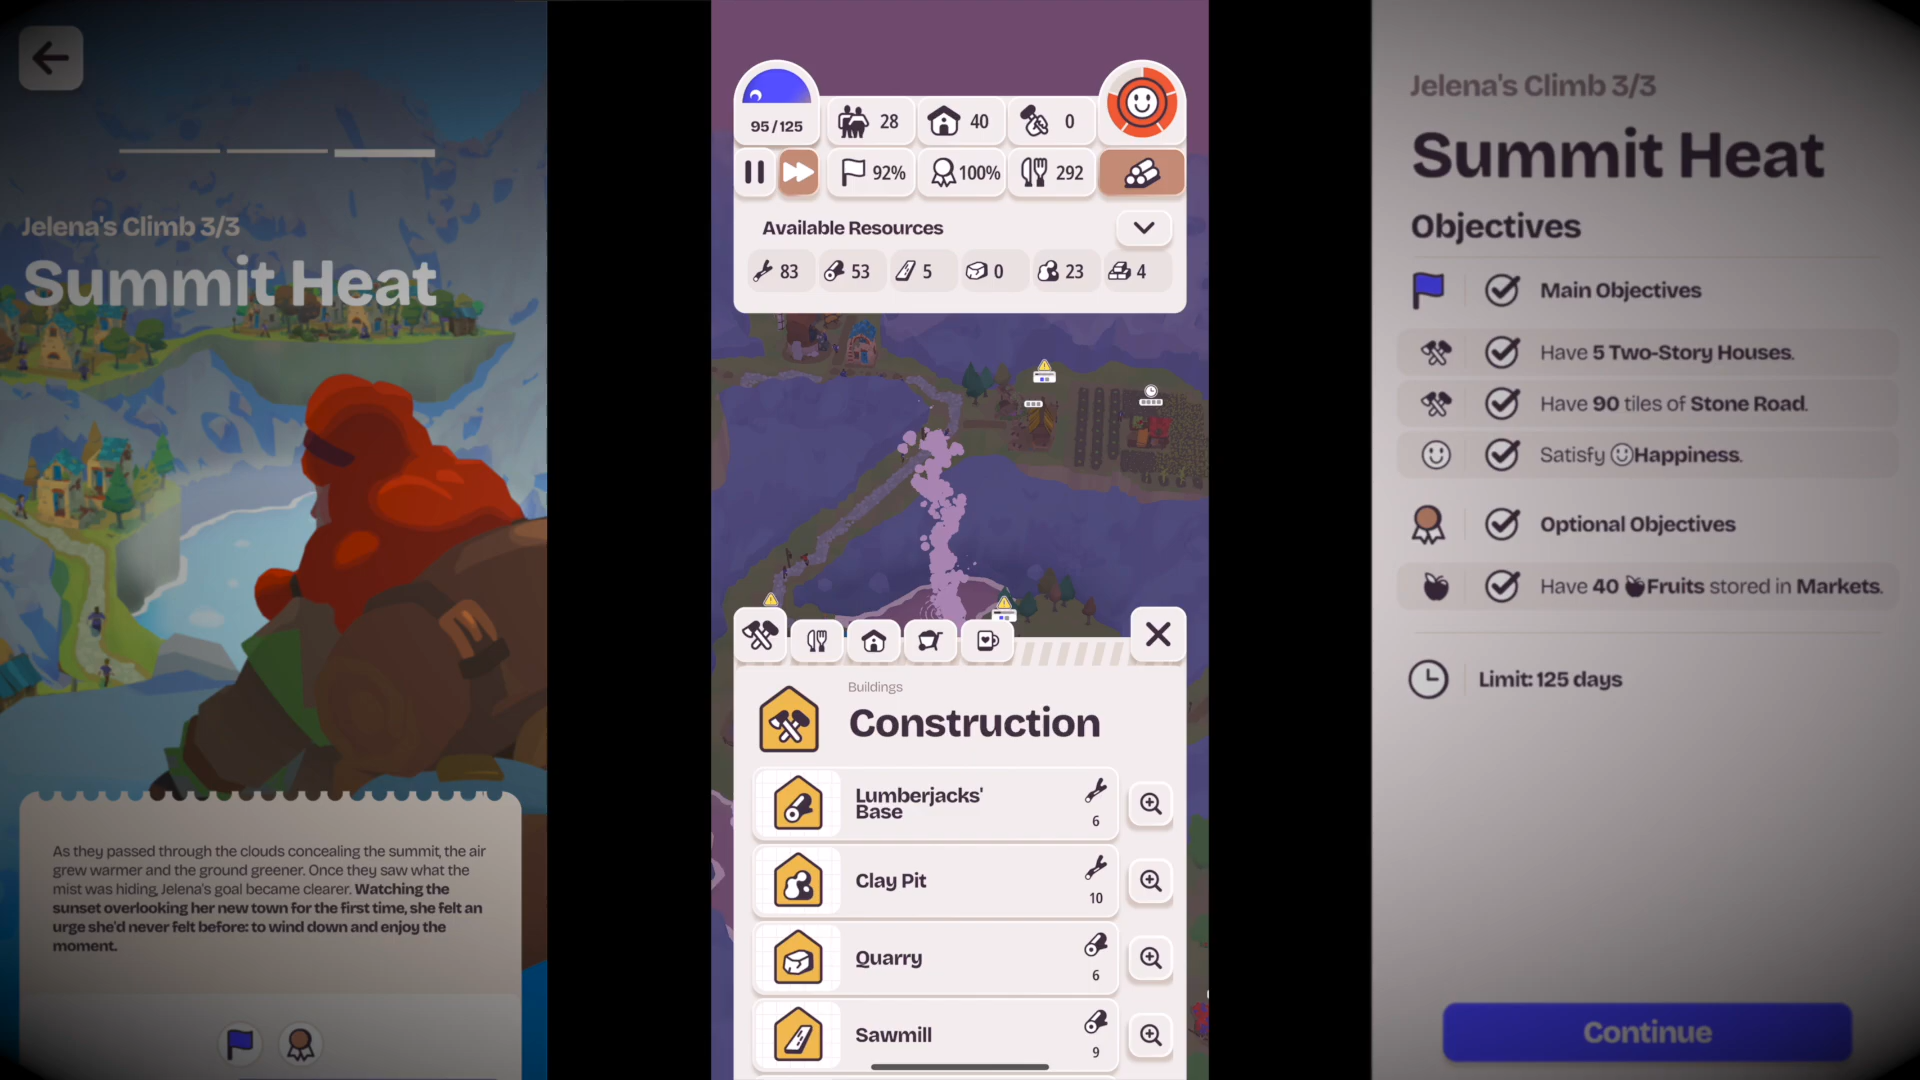 Jelena's Climb 3/3
Summit Heat
As they passed through the clouds concealing the summit, the air
grew warmer and the ground greener. Once they saw what the
mist was hiding, Jelena's goal became clearer. Watching the
sunset overlooking her new town for the first time, she felt an
urge she'd never felt before: to wind down and enjoy the
moment.
95/125
28
40
0
92%
100%
292
Available Resources
83
53
5
0
23
4
Buildings
Construction
Lumberjacks'
Base
6
Clay Pit
10
Quarry
6
Sawmill
9
Jelena's Climb 3/3
Summit Heat
Objectives
Main Objectives
Have 5 Two-Story Houses.
Have 90 tiles of Stone Road.
Satisfy Happiness.
Optional Objectives
Have 40 Fruits stored in Markets.
Limit: 125 days
Continue